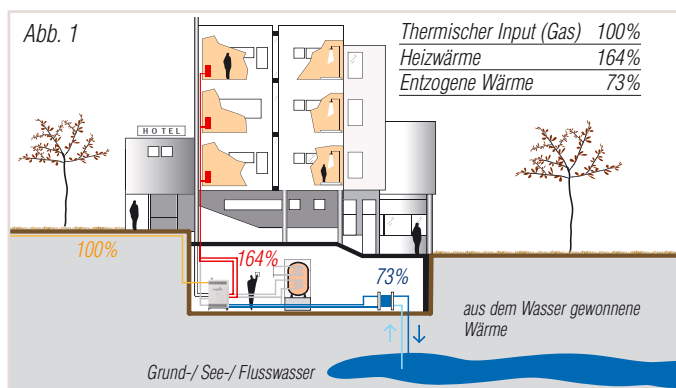 Abb. 1
Thermischer Input (Gas) 100%
Heizwärme 164%
Entzogene Wärme 73%
HOTEL
100%
164%
73%
aus dem Wasser gewonnene
Wärme
Grund-/ See-/ Flusswasser